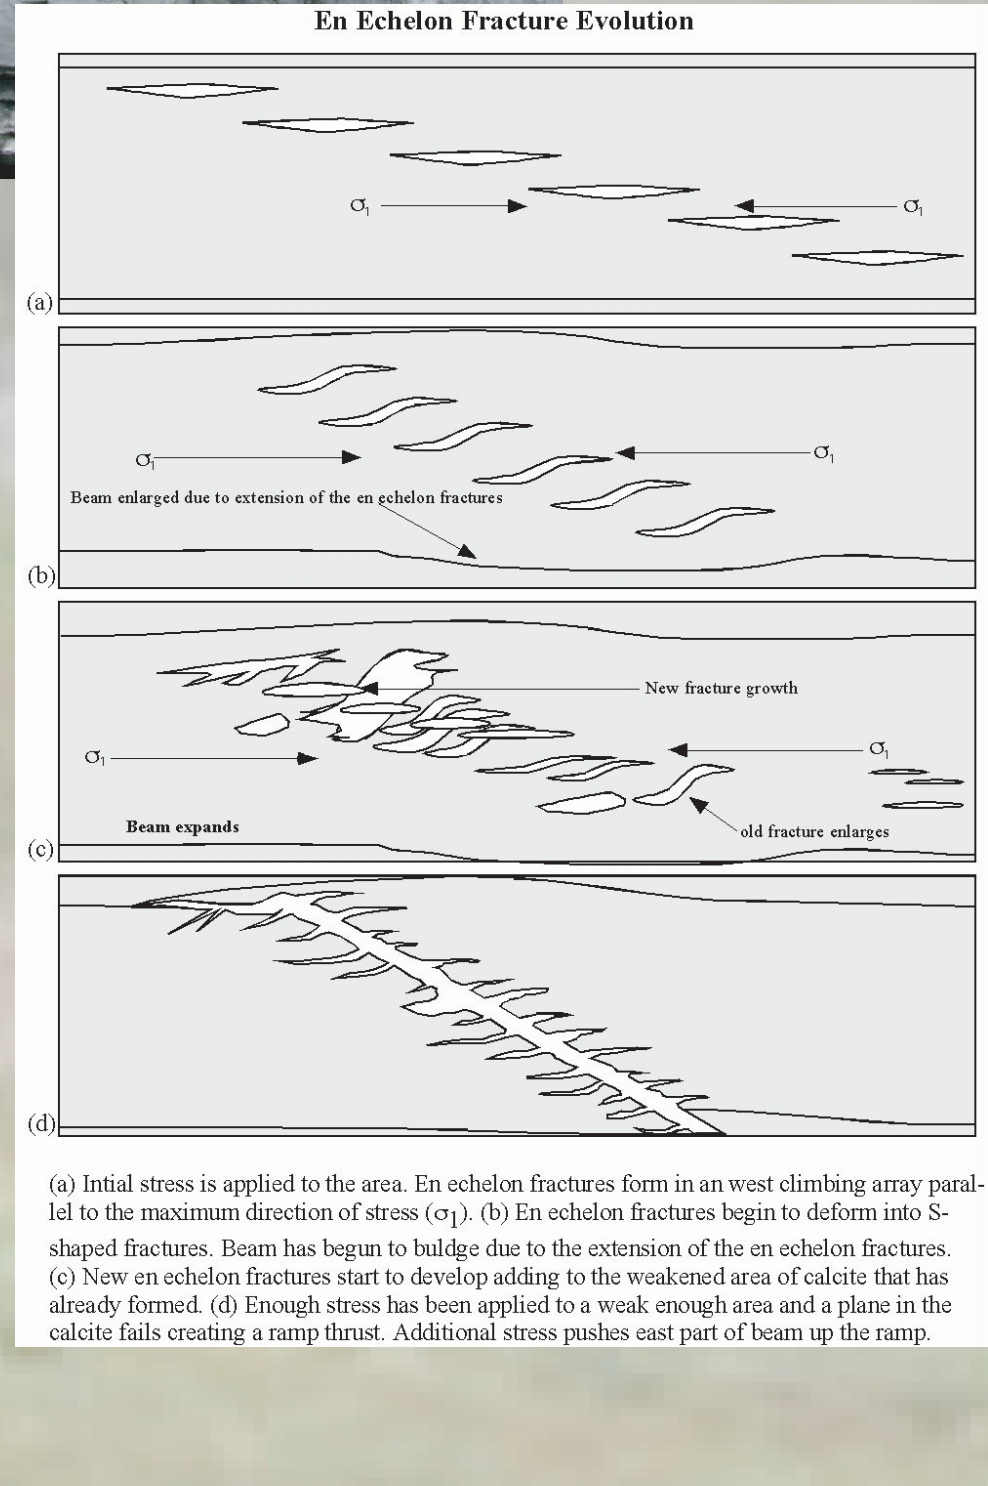 En Echelon Fracture Evolution
σ1
σ1
(a)
σ1
σ1
Beam enlarged due to extension of the en echelon fractures
(b)
New fracture growth
σ1
σ1
Beam expands
old fracture enlarges
(c)
(d)
(a) Intial stress is applied to the area. En echelon fractures form in an west climbing array paral-
lel to the maximum direction of stress (σ1). (b) En echelon fractures begin to deform into S-
shaped fractures. Beam has begun to buldge due to the extension of the en echelon fractures.
(c) New en echelon fractures start to develop adding to the weakened area of calcite that has
already formed. (d) Enough stress has been applied to a weak enough area and a plane in the
calcite fails creating a ramp thrust. Additional stress pushes east part of beam up the ramp.